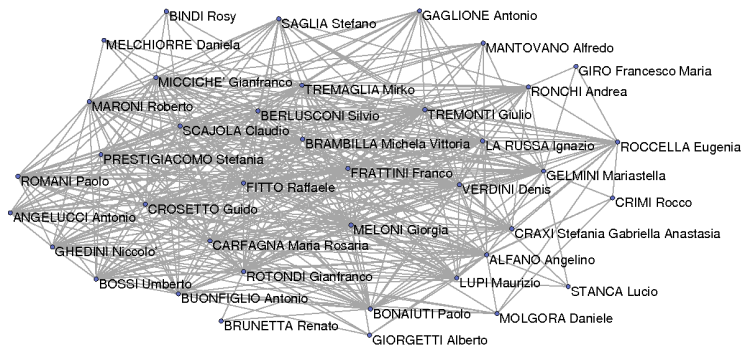 BINDI Rosy
GAGLIONE Antonio
SAGLIA Stefano
MELCHIORRE Daniela
MANTOVANO Alfredo
GIRO Francesco Maria
MICCICHE' Gianfranco
TREMAGLIA Mirko
RONCHI Andrea
MARONI Roberto
BERLUSCONI Silvio
TREMONTI Giulio
SCAJOLA Claudio
BRAMBILLA Michela Vittoria
LA RUSSA Ignazio
ROCCELLA Eugenia
PRESTIGIACOMO Stefania
FRATTINI Franco
GELMINI Mariastella
ROMANI Paolo
FITTO Raffaele
VERDINI Denis
CRIMI Rocco
CROSETTO Guido
ANGELUCCI Antonio
MELONI Giorgia
CRAXI Stefania Gabriella Anastasia
CARFAGNA Maria Rosaria
GHEDINI Niccolo'
ALFANO Angelino
ROTONDI Gianfranco
BOSSI Umberto
LUPI Maurizio
STANCA Lucio
BUONFIGLIO Antonio
BONAIUTI Paolo
MOLGORA Daniele
BRUNETTA Renato
GIORGETTI Alberto